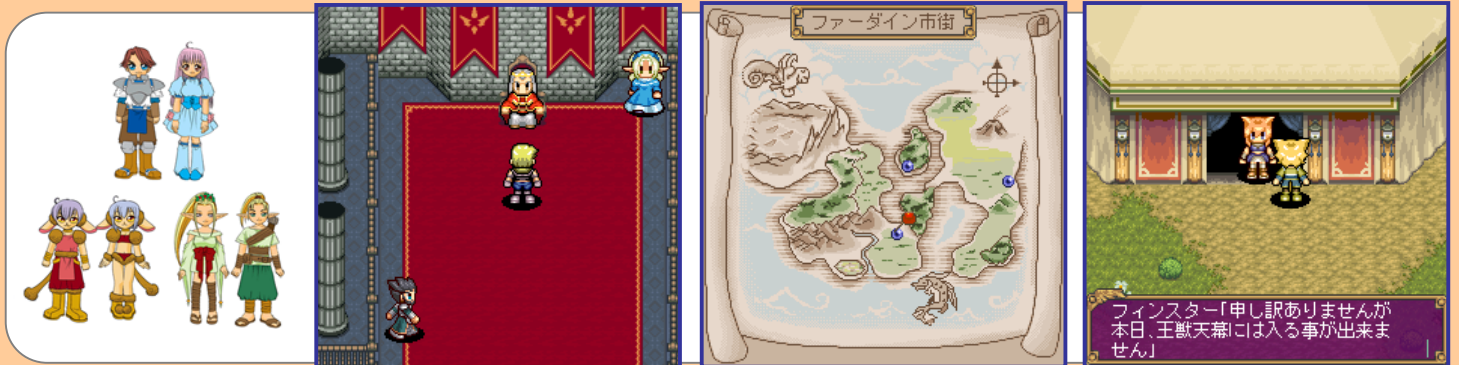 ファーダイン市街
フィンスター「申し訳ありませんが
本日、王獣天幕には入る事が出来ま
せん」